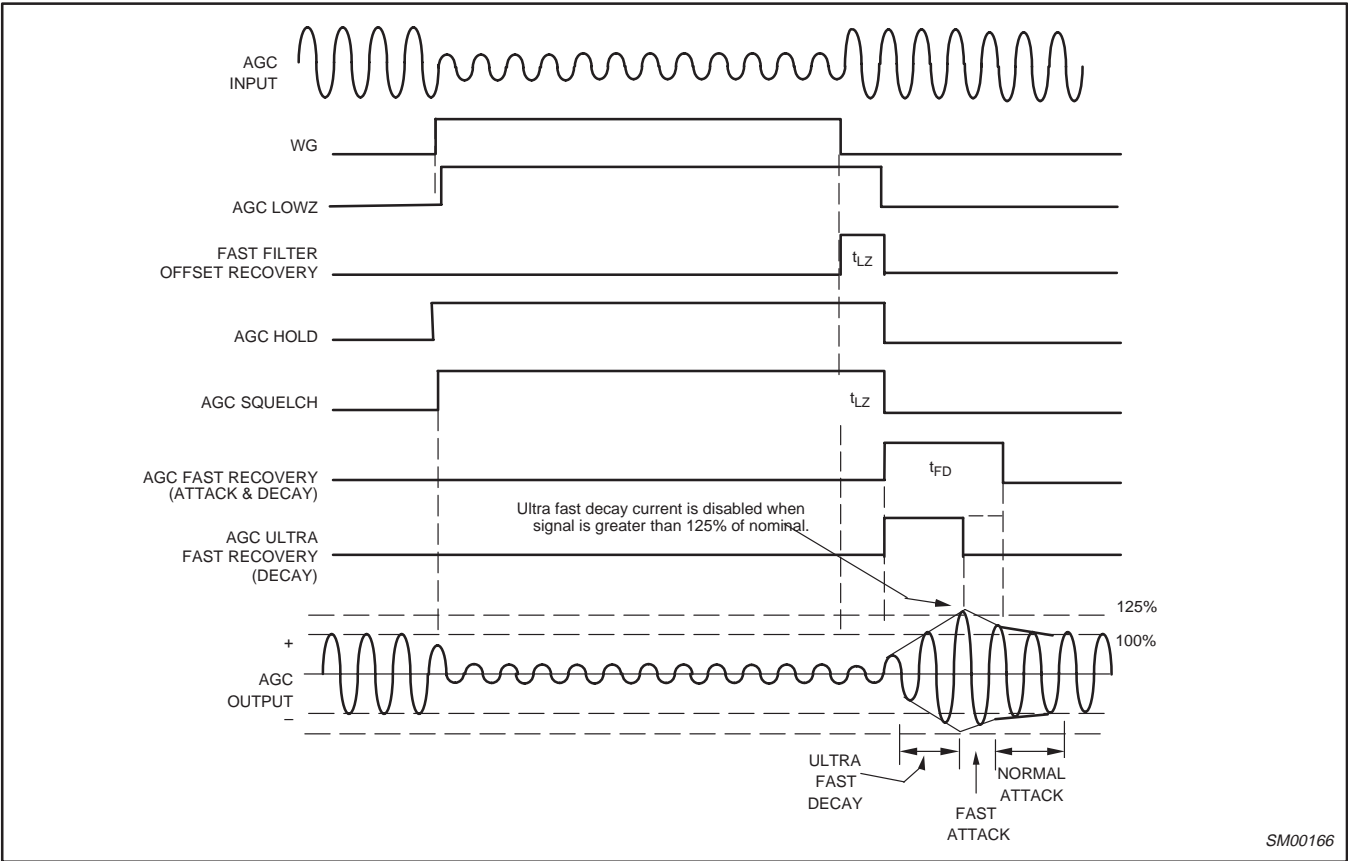 AGC
INPUT
WG
AGC LOWZ
FAST FILTER
OFFSET RECOVERY
tLZ
AGC HOLD
AGC SQUELCH
tLZ
AGC FAST RECOVERY
(ATTACK & DECAY)
tFD
Ultra fast decay current is disabled when
signal is greater than 125% of nominal.
AGC ULTRA
FAST RECOVERY
(DECAY)
125%
+
100%
AGC
OUTPUT
–
ULTRA
FAST
DECAY
NORMAL
ATTACK
FAST
ATTACK
SM00166